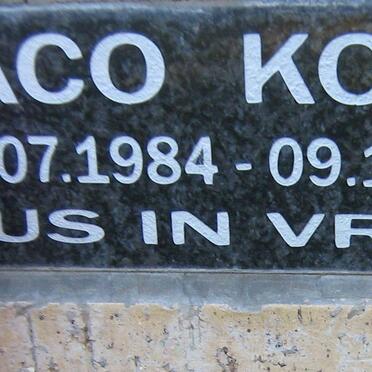 ACO KO
07.1984 - 09.1
US IN VR